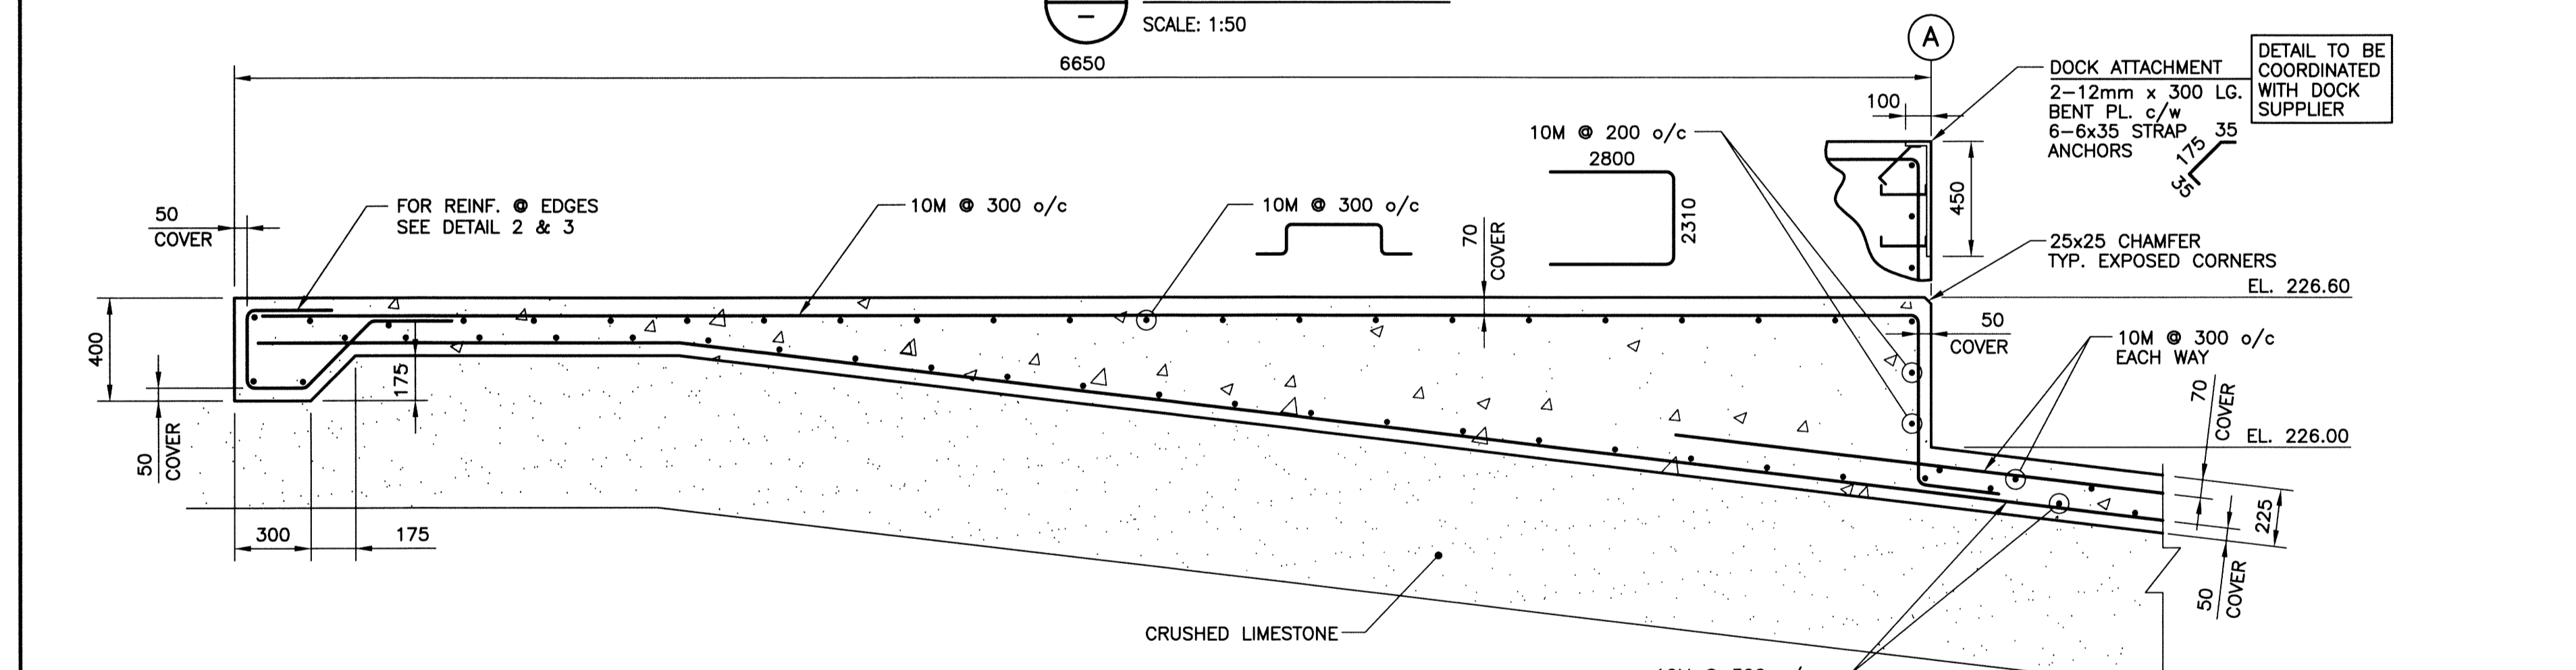 SCALE: 1:50
6650
A
DOCK ATTACHMENT
2-12mm x 300 LG.
BENT PL. c/w
6-6x35 STRAP
ANCHORS
DETAIL TO BE
COORDINATED
WITH DOCK
SUPPLIER
35
175
35
100
450
10M @ 200 o/c
2800
2310
50
COVER
FOR REINF. @ EDGES
SEE DETAIL 2 & 3
10M @ 300 o/c
10M @ 300 o/c
70
COVER
25x25 CHAMFER
TYP. EXPOSED CORNERS
EL. 226.60
50
COVER
10M @ 300 o/c
EACH WAY
400
175
70
COVER
EL. 226.00
50
COVER
225
300
175
50
COVER
CRUSHED LIMESTONE